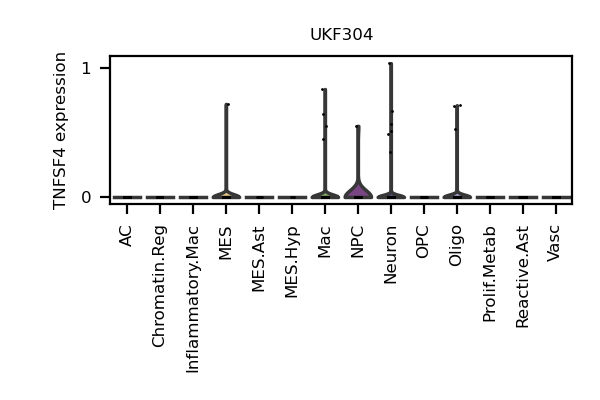 UKF304
TNFSF4 expression
1
0
AC
Chromatin.Reg
Inflammatory.Mac
MES
MES.Ast
MES.Hyp
Mac
NPC
Neuron
OPC
Oligo
Prolif.Metab
Reactive.Ast
Vasc